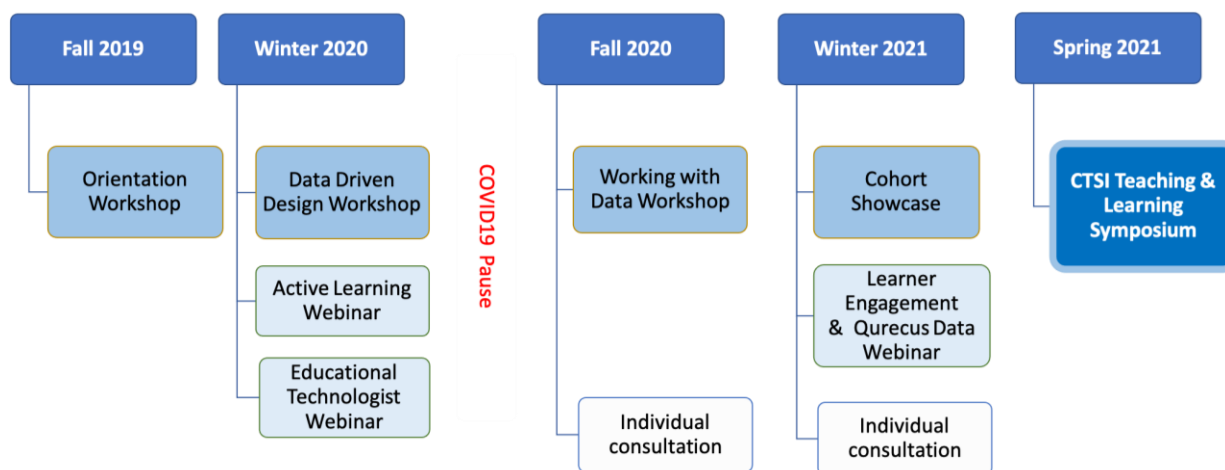 Fall 2019
Orientation
Workshop
Winter 2020
Data Driven
Design Workshop
Active Learning
Webinar
Educational
Technologist
Webinar
COVID19 Pause
Fall 2020
Working with
Data Workshop
Individual
consultation
Winter 2021
Cohort
Showcase
Learner
Engagement
& Qurecus Data
Webinar
Individual
consultation
Spring 2021
CTSI Teaching &
Learning
Symposium